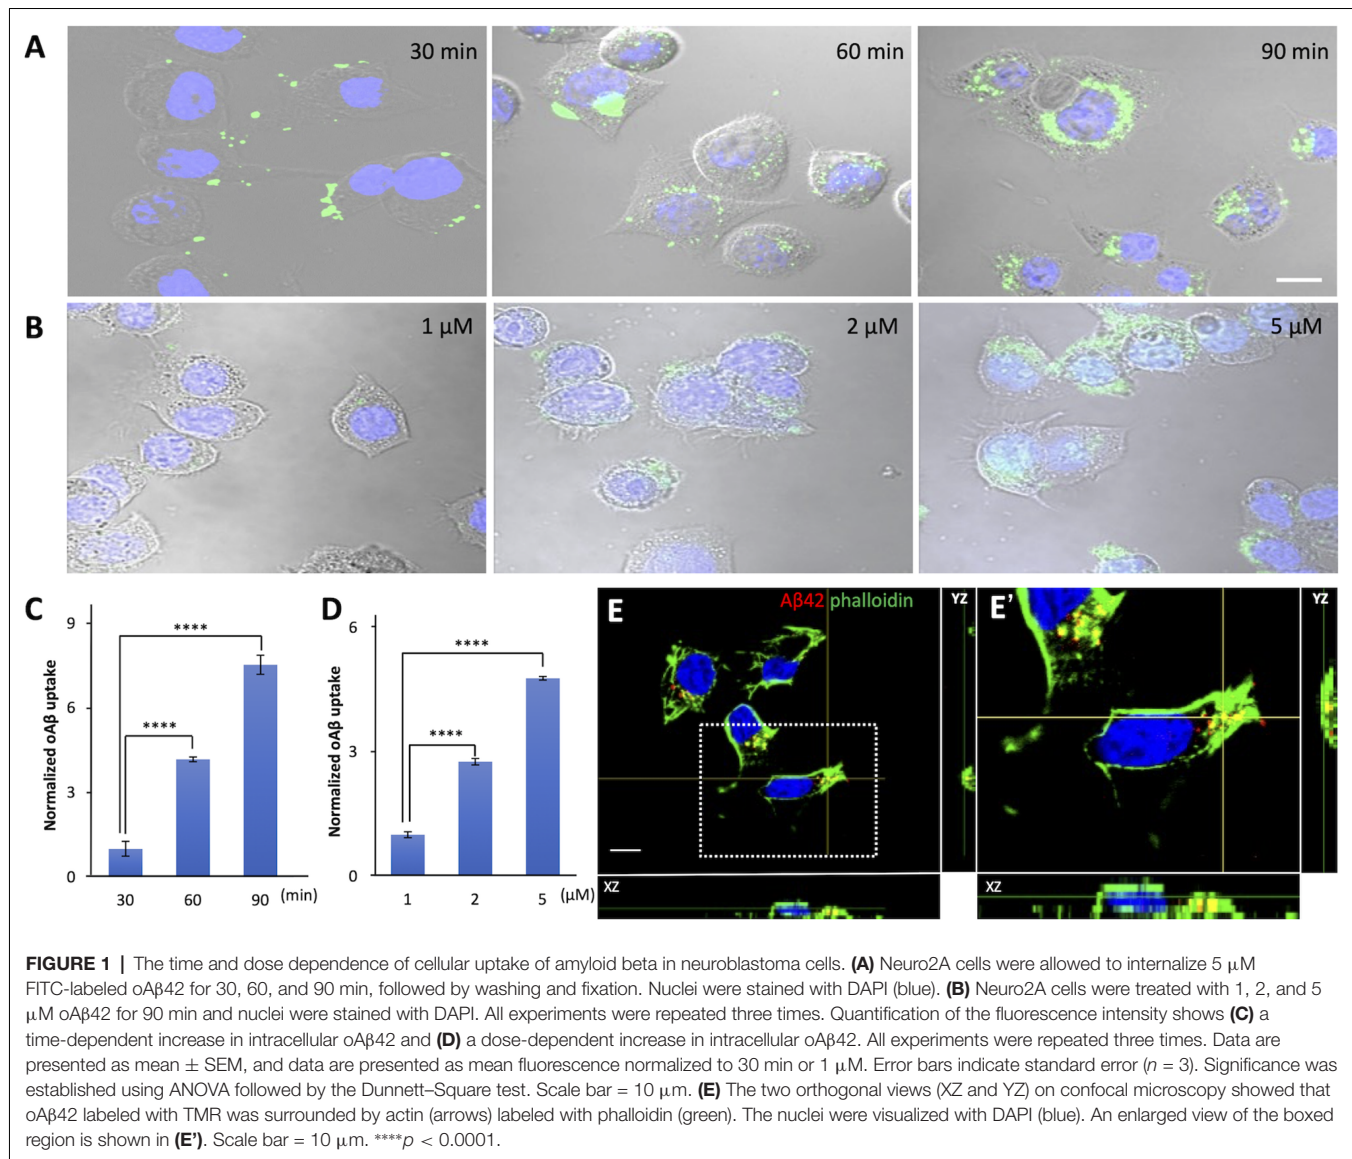 A
30 min
60 min
90 min
B
1 μM
2 μM
5 μM
C
Normalized oAβ uptake
9
6
3
0
****
****
30
60
90
(min)
D
Normalized oAβ uptake
6
3
0
****
****
1
2
5
(μM)
E
Aβ42 phalloidin
YZ
XZ
E’
YZ
XZ
FIGURE 1 | The time and dose dependence of cellular uptake of amyloid beta in neuroblastoma cells. (A) Neuro2A cells were allowed to internalize 5 μM
FITC-labeled oAβ42 for 30, 60, and 90 min, followed by washing and fixation. Nuclei were stained with DAPI (blue). (B) Neuro2A cells were treated with 1, 2, and 5
μM oAβ42 for 90 min and nuclei were stained with DAPI. All experiments were repeated three times. Quantification of the fluorescence intensity shows (C) a
time-dependent increase in intracellular oAβ42 and (D) a dose-dependent increase in intracellular oAβ42. All experiments were repeated three times. Data are
presented as mean ± SEM, and data are presented as mean fluorescence normalized to 30 min or 1 μM. Error bars indicate standard error (n = 3). Significance was
established using ANOVA followed by the Dunnett–Square test. Scale bar = 10 μm. (E) The two orthogonal views (XZ and YZ) on confocal microscopy showed that
oAβ42 labeled with TMR was surrounded by actin (arrows) labeled with phalloidin (green). The nuclei were visualized with DAPI (blue). An enlarged view of the boxed
region is shown in (E’). Scale bar = 10 μm. ****p < 0.0001.